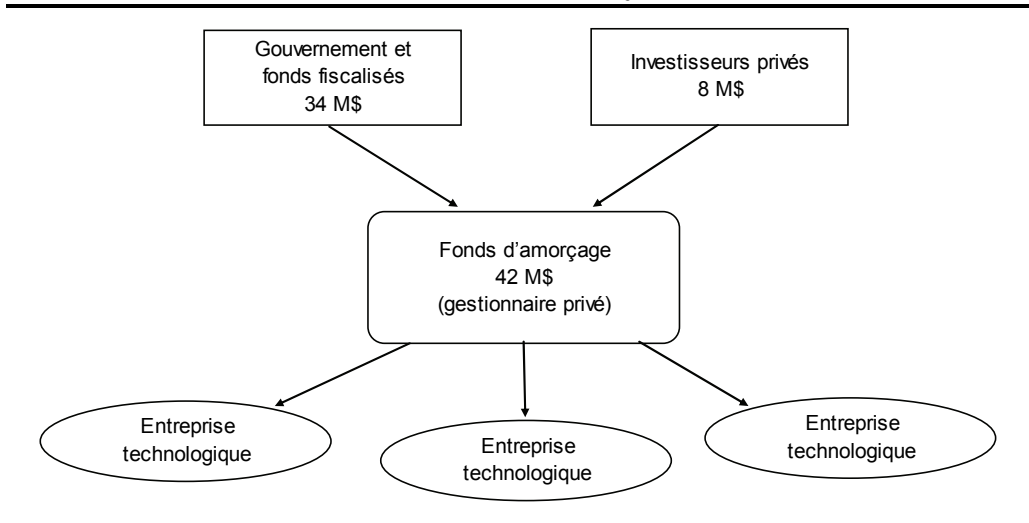 Gouvernement et
fonds fiscalisés
34 M$
Investisseurs privés
8 M$
Fonds d'amorçage
42 M$
(gestionnaire privé)
Entreprise
technologique
Entreprise
technologique
Entreprise
technologique